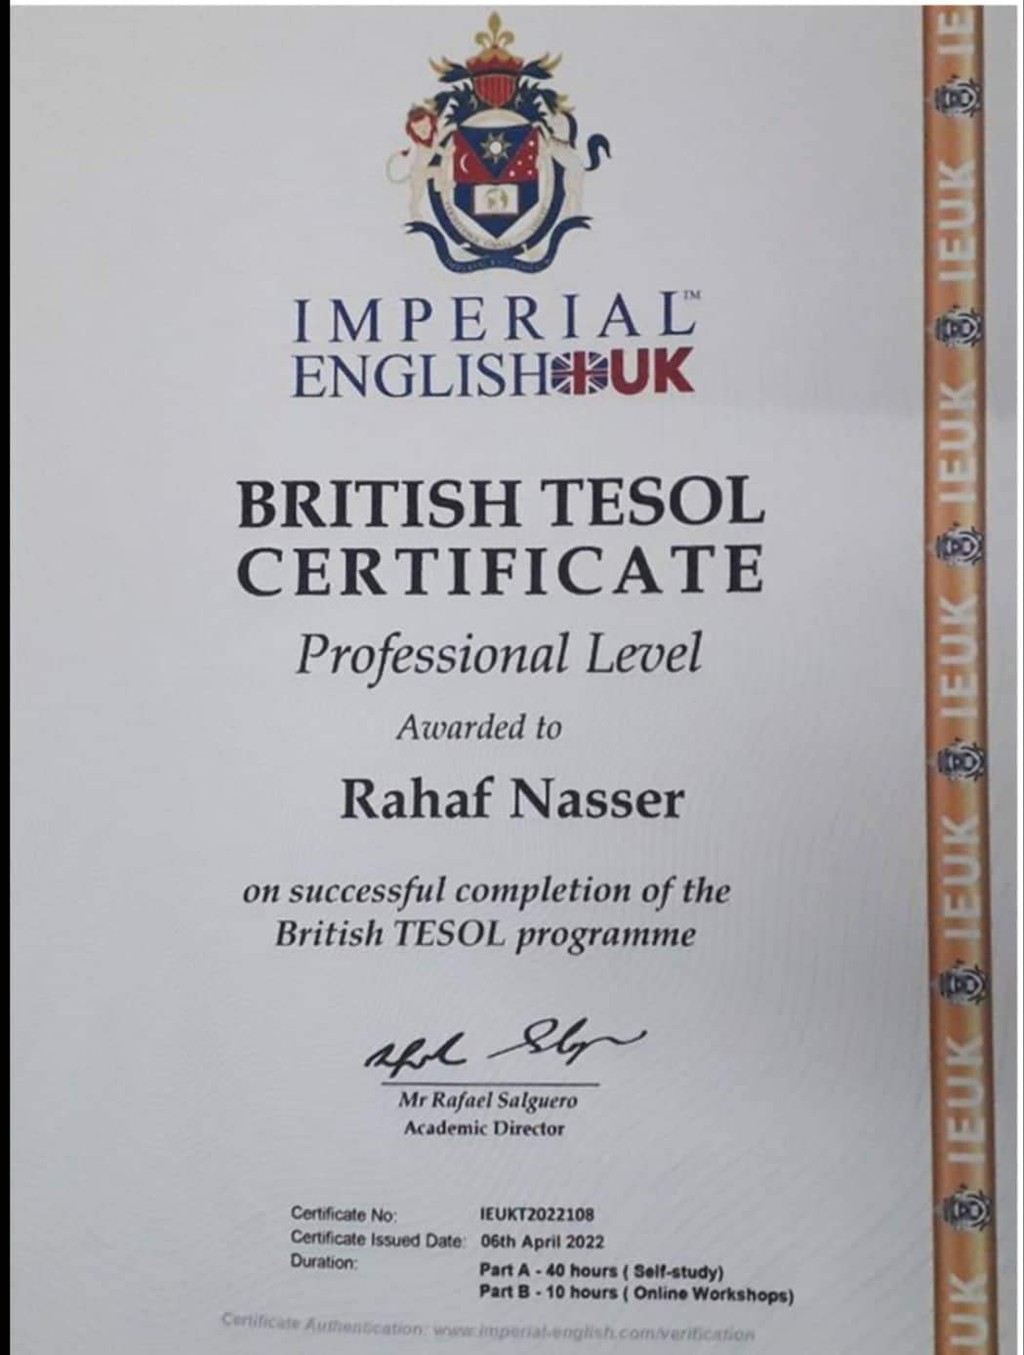 IMPERIAL™
ENGLISH UK
BRITISH TESOL
CERTIFICATE
Professional Level
Awarded to
Rahaf Nasser
on successful completion of the
British TESOL programme
Mr Rafael Salguero
Academic Director
Certificate No: IEUKT2022108
Certificate Issued Date: 06th April 2022
Duration: Part A - 40 hours ( Self-study)
Part B - 10 hours ( Online Workshops)
Certificate Authentication: www.imperial-english.com/verification
UK IEUK IEUK IEUK IEUK IEUK IE